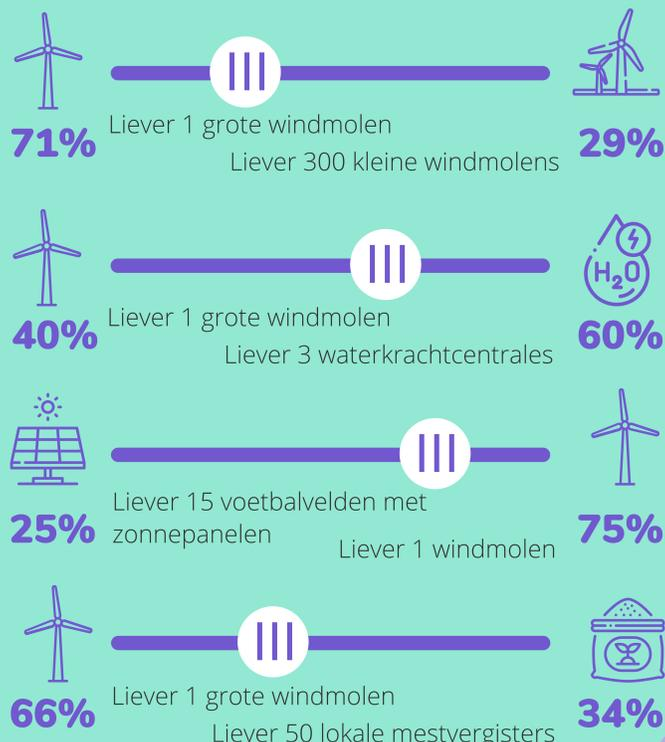 71%
Liever 1 grote windmolen
Liever 300 kleine windmolens
29%
40%
Liever 1 grote windmolen
Liever 3 waterkrachtcentrales
H2O
60%
25%
Liever 15 voetbalvelden met
zonnepanelen
Liever 1 windmolen
75%
66%
Liever 1 grote windmolen
Liever 50 lokale mestvergisters
34%